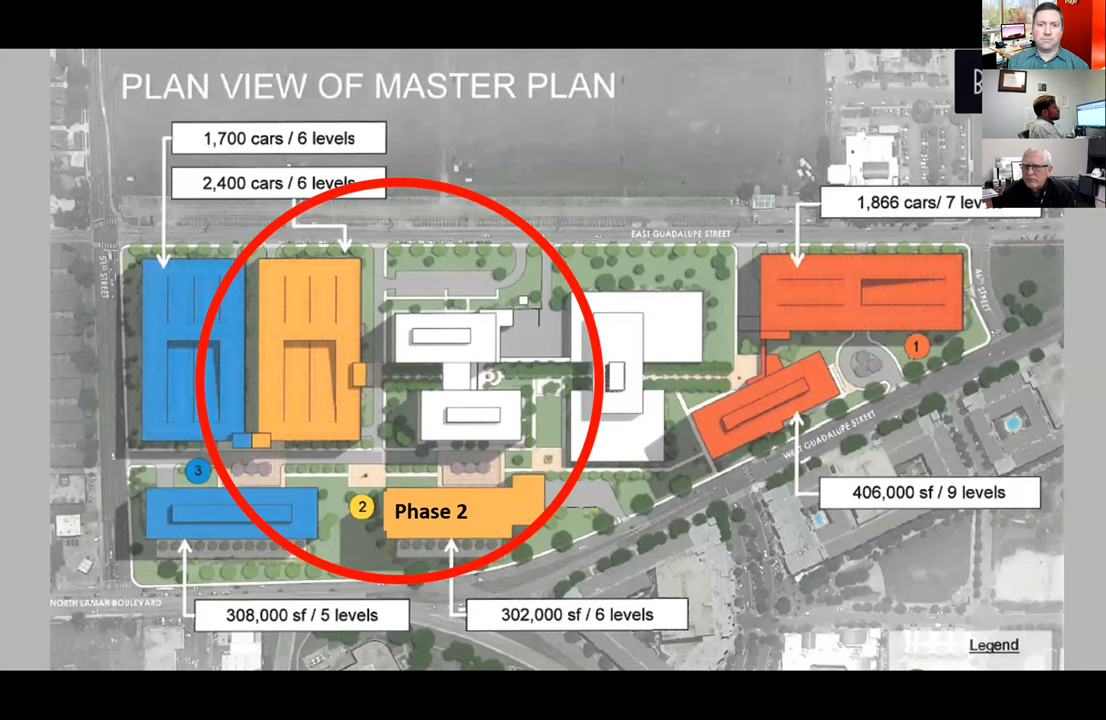 PLAN VIEW OF MASTER PLAN
1,700 cars / 6 levels
2,400 cars / 6 levels
1,866 cars/ 7
EAST GUADALUPE STREET
51st STREET
46th STREET
1
WEST GUADALUPE STREET
406,000 sf / 9 levels
3
2
Phase 2
NORTH LAMAR BOULEVARD
308,000 sf / 5 levels
302,000 sf / 6 levels
Legend